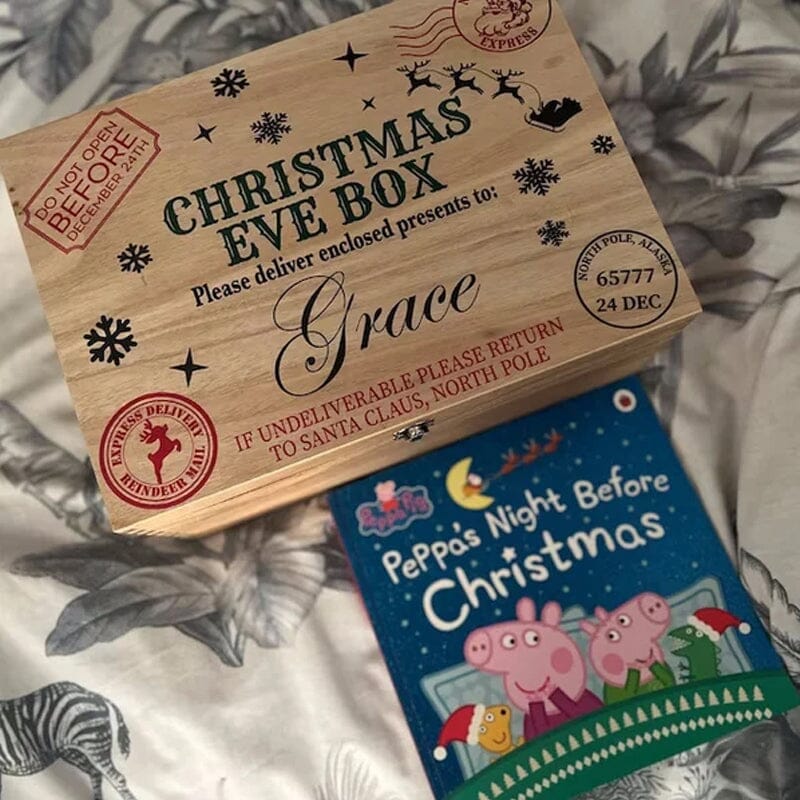 EXPRESS
DO NOT OPEN
BEFORE
DECEMBER 24TH
CHRISTMAS
EVE BOX
Please deliver enclosed presents to:
Grace
NORTH POLE, ALASKA
65777
24 DEC
IF UNDELIVERABLE PLEASE RETURN
TO SANTA CLAUS, NORTH POLE
EXPRESS DELIVERY
REINDEER MAIL
Peppa Pig
Peppa's Night Before
Christmas